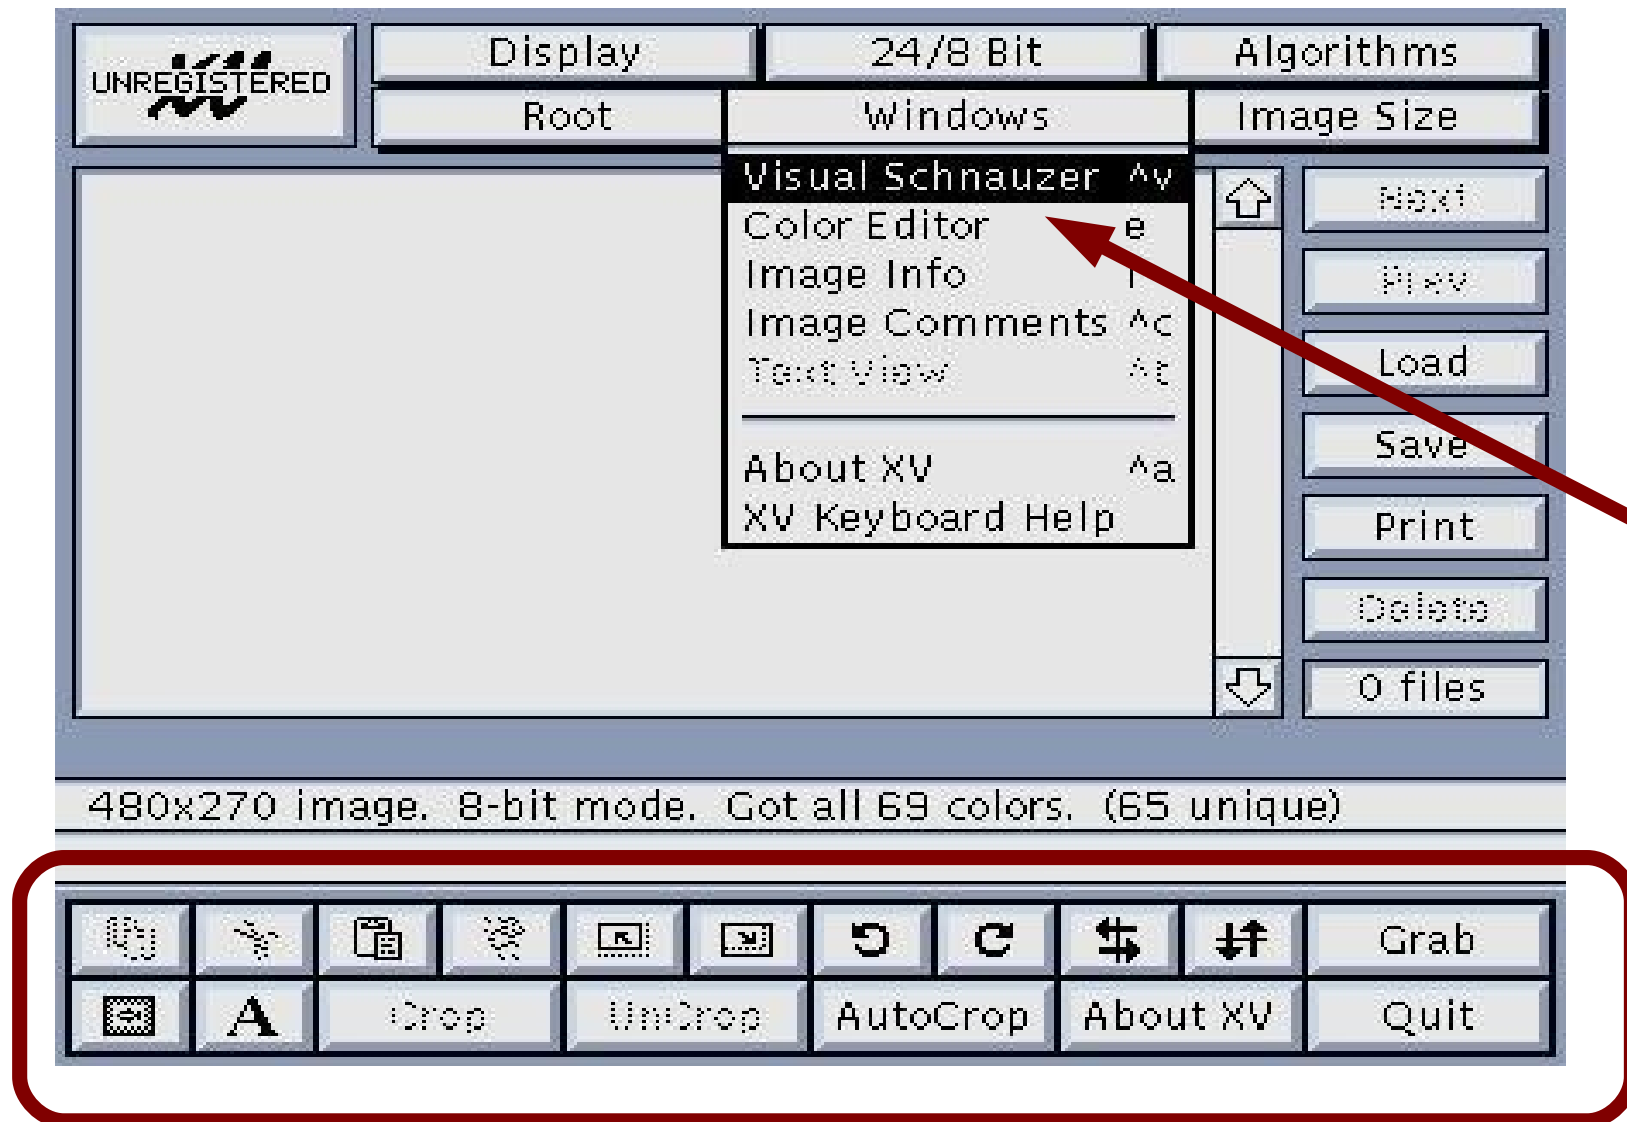 UNREGISTERED
Display
24/8 Bit
Algorithms
Root
Windows
Image Size
Visual Schnauzer ^v
Color Editor e
Image Info
Image Comments ^c
Text View ^t
About XV ^a
XV Keyboard Help
Next
Prev
Load
Save
Print
Delete
0 files
480x270 image. 8-bit mode. Got all 69 colors. (65 unique)
Grab
A
Crop
UnCrop
AutoCrop
About XV
Quit